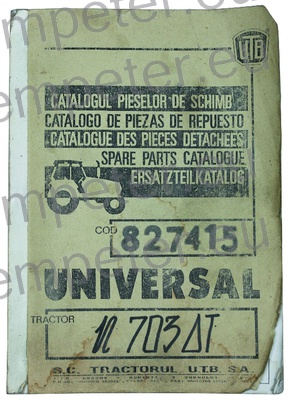 UTB
CATALOGUL PIESELOR DE SCHIMB
CATALOGO DE PIEZAS DE REPUESTO
CATALOGUE DES PIECES DETACHEES
SPARE PARTS CATALOGUE
ERSATZTEILKATALOG
COD 827415
UNIVERSAL
TRACTOR n 703 DT
S.C. TRACTORUL U.T.B. S.A.